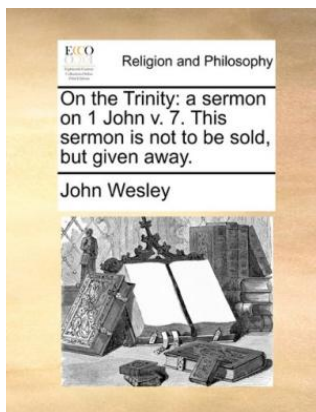 ECCO
Religion and Philosophy
On the Trinity: a sermon
on 1 John v. 7. This
sermon is not to be sold,
but given away.
John Wesley